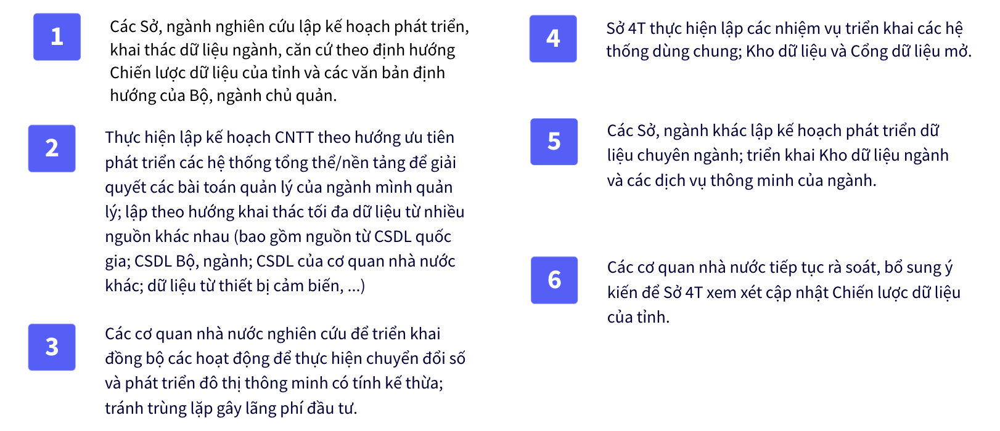 1
Các Sở, ngành nghiên cứu lập kế hoạch phát triển,
khai thác dữ liệu ngành, căn cứ theo định hướng
Chiến lược dữ liệu của tỉnh và các văn bản định
hướng của Bộ, ngành chủ quản.
2
Thực hiện lập kế hoạch CNTT theo hướng ưu tiên
phát triển các hệ thống tổng thể/nền tảng để giải
quyết các bài toán quản lý của ngành mình quản
lý; lập theo hướng khai thác tối đa dữ liệu từ nhiều
nguồn khác nhau (bao gồm nguồn từ CSDL quốc
gia; CSDL Bộ, ngành; CSDL của cơ quan nhà nước
khác; dữ liệu từ thiết bị cảm biến, ...)
3
Các cơ quan nhà nước nghiên cứu để triển khai
đồng bộ các hoạt động để thực hiện chuyển đổi số
và phát triển đô thị thông minh có tính kế thừa;
tránh trùng lặp gây lãng phí đầu tư.
4
Sở 4T thực hiện lập các nhiệm vụ triển khai các hệ
thống dùng chung; Kho dữ liệu và Cổng dữ liệu mở.
5
Các Sở, ngành khác lập kế hoạch phát triển dữ
liệu chuyên ngành; triển khai Kho dữ liệu ngành
và các dịch vụ thông minh của ngành.
6
Các cơ quan nhà nước tiếp tục rà soát, bổ sung ý
kiến để Sở 4T xem xét cập nhật Chiến lược dữ liệu
của tỉnh.